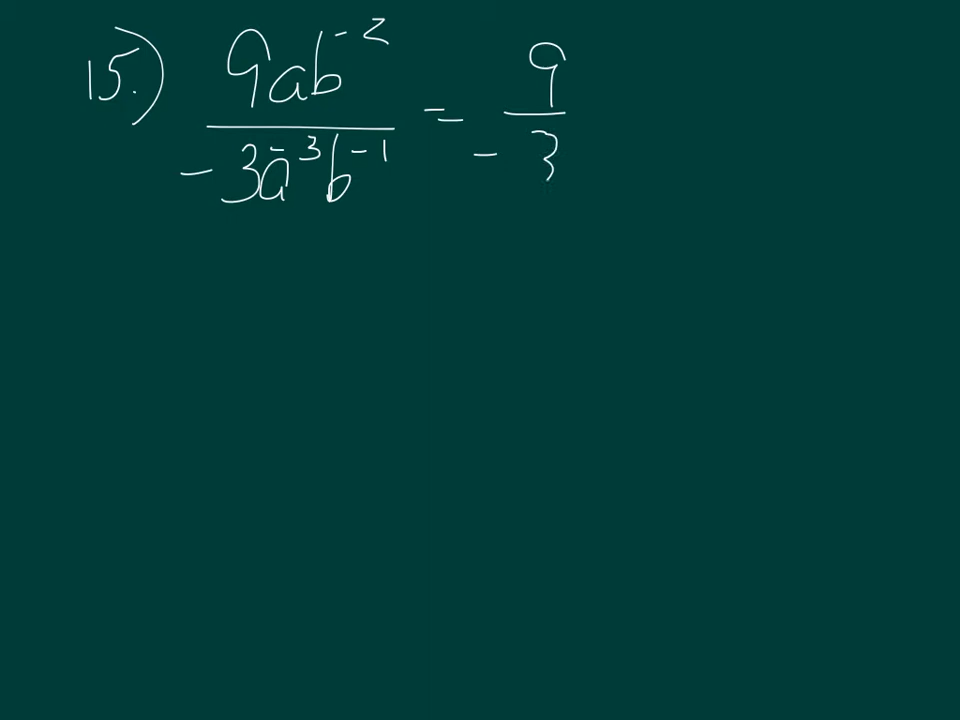 15.) 9ab⁻² / -3a⁻³b⁻¹ = 9 / -3